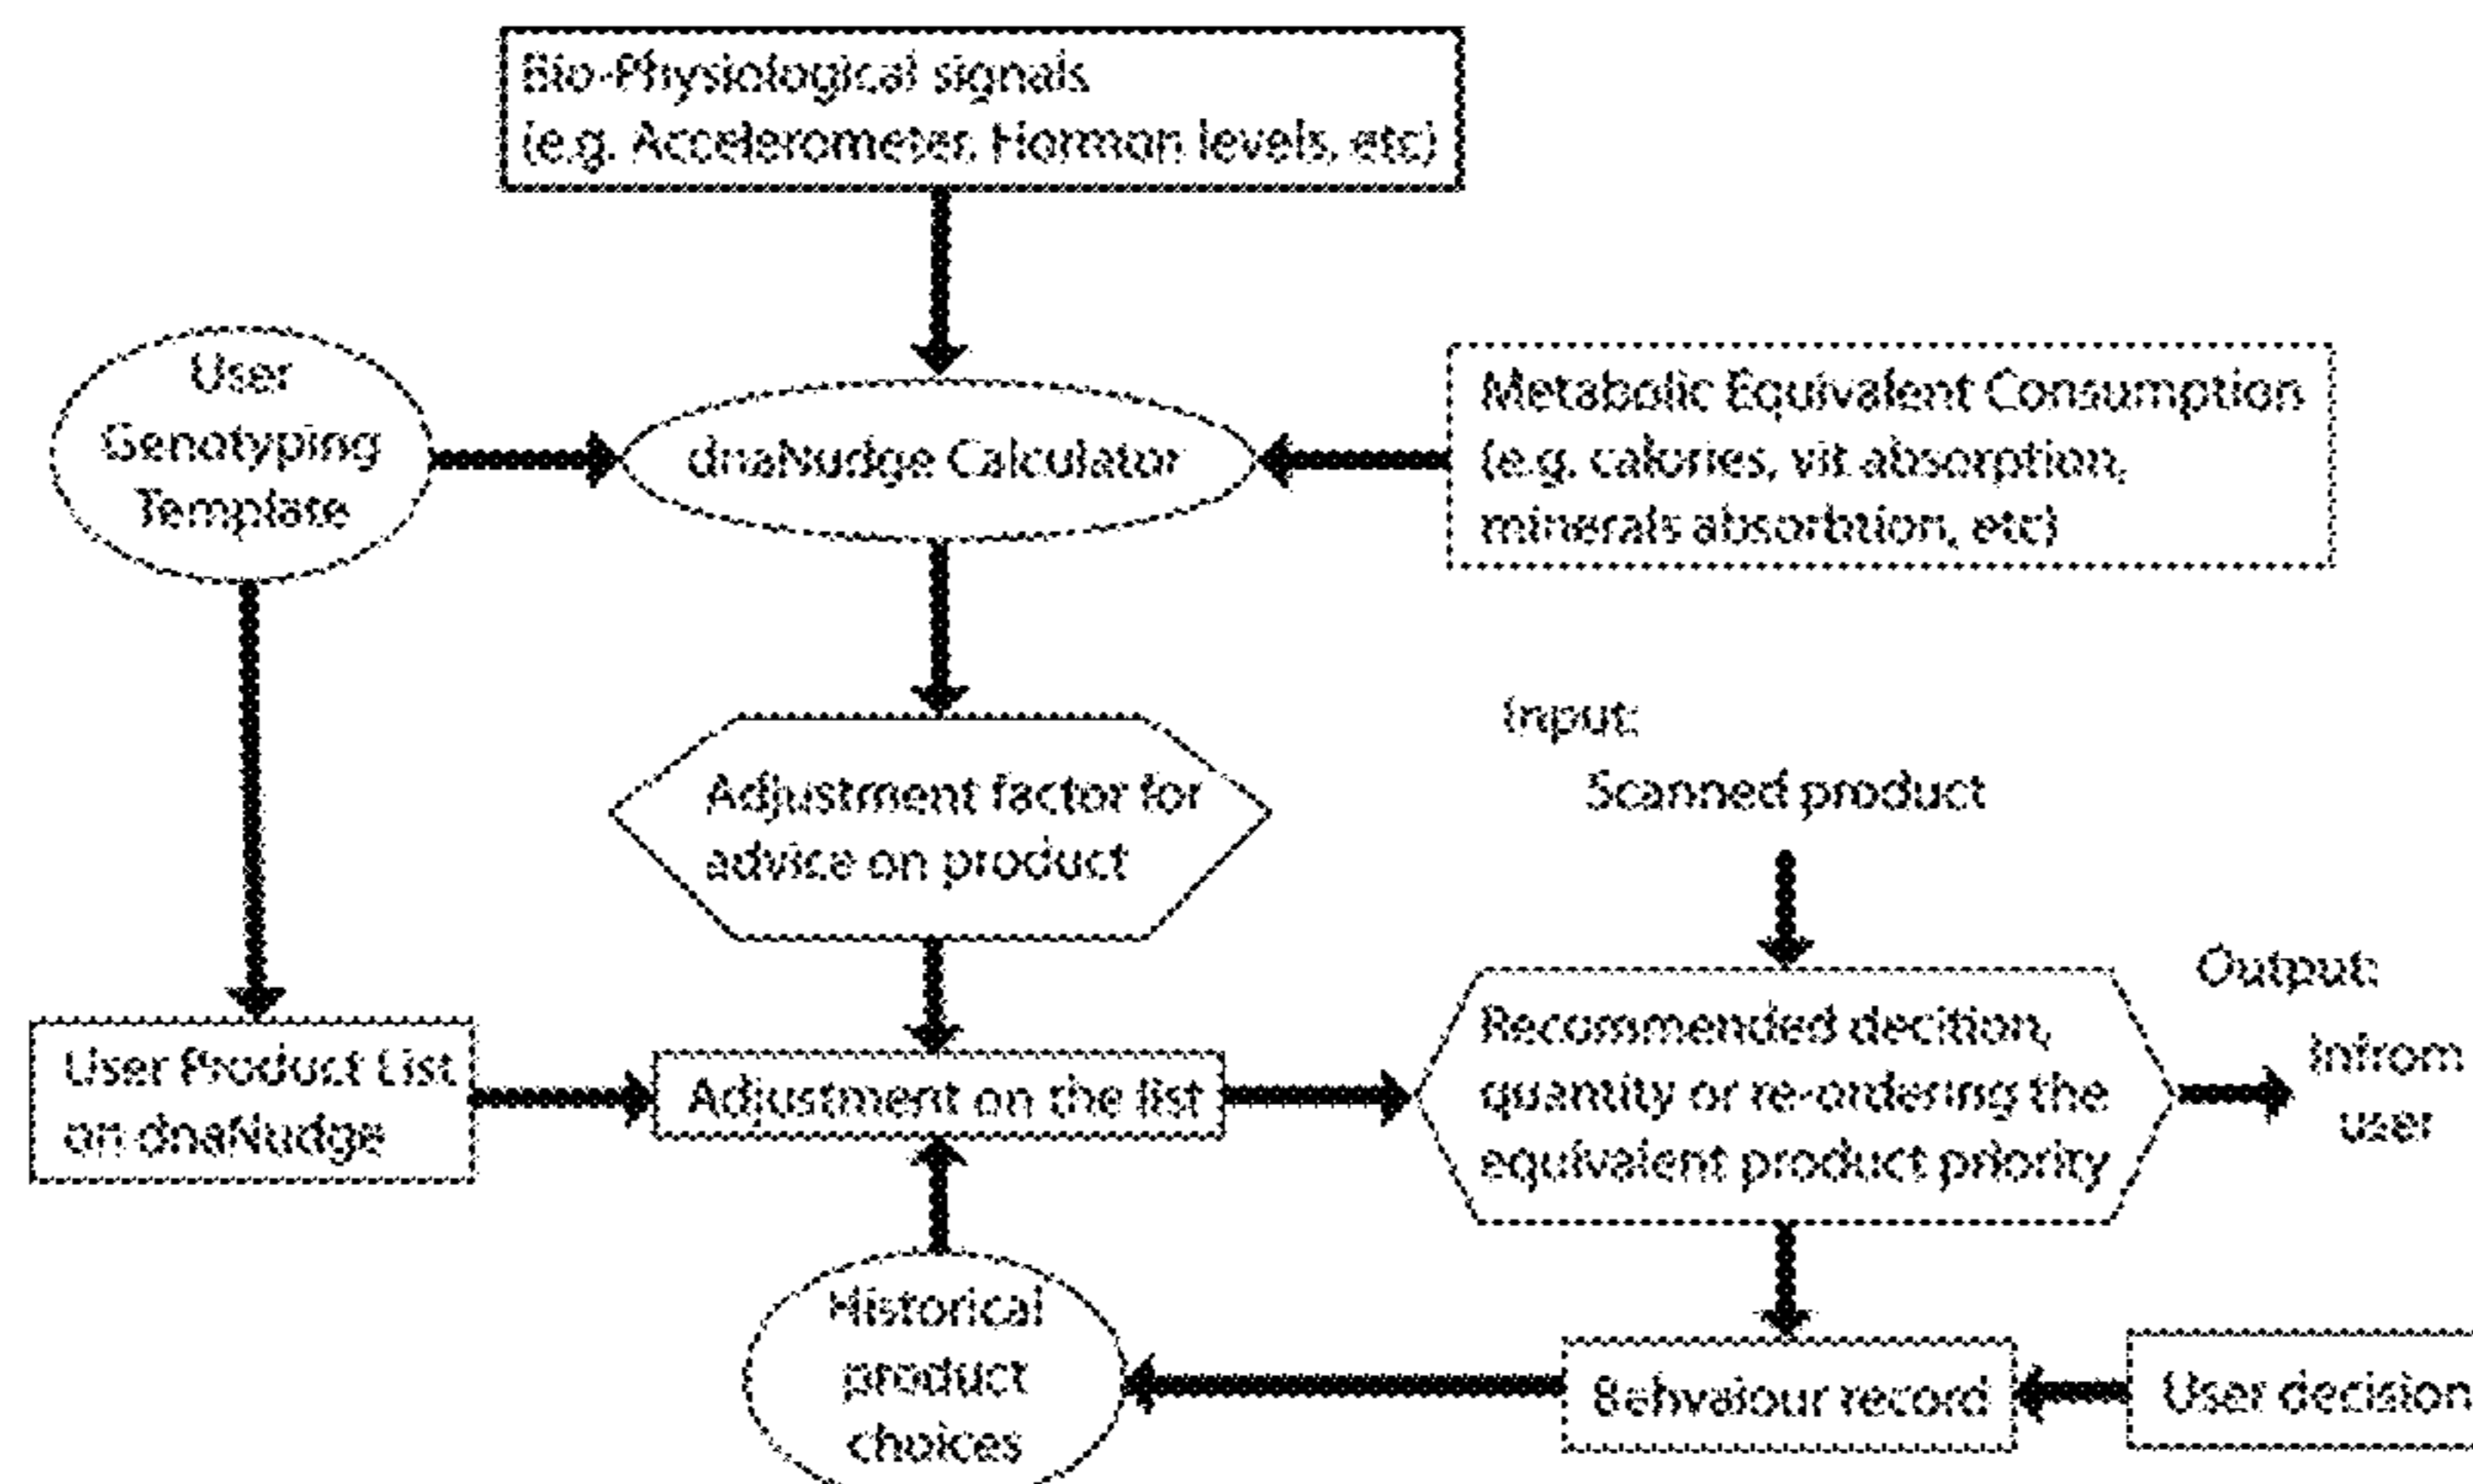 Bio-Physiological signals
(e.g. Accelerometer, Harman levels, etc)
User
Genotyping
Template
dnaNudge Calculator
Metabolic Equivalent Consumption
(e.g. calories, vit absorption,
minerals absorbtion, etc)
Adjustment factor for
advice on product
Input:
Scanned product
User Product List
on dnaNudge
Adjustment on the list
Recommended decition,
quantity or re-ordering the
equivalent product priority
Output:
Infrom
user
Historical
product
choices
Behvaiour record
User decision